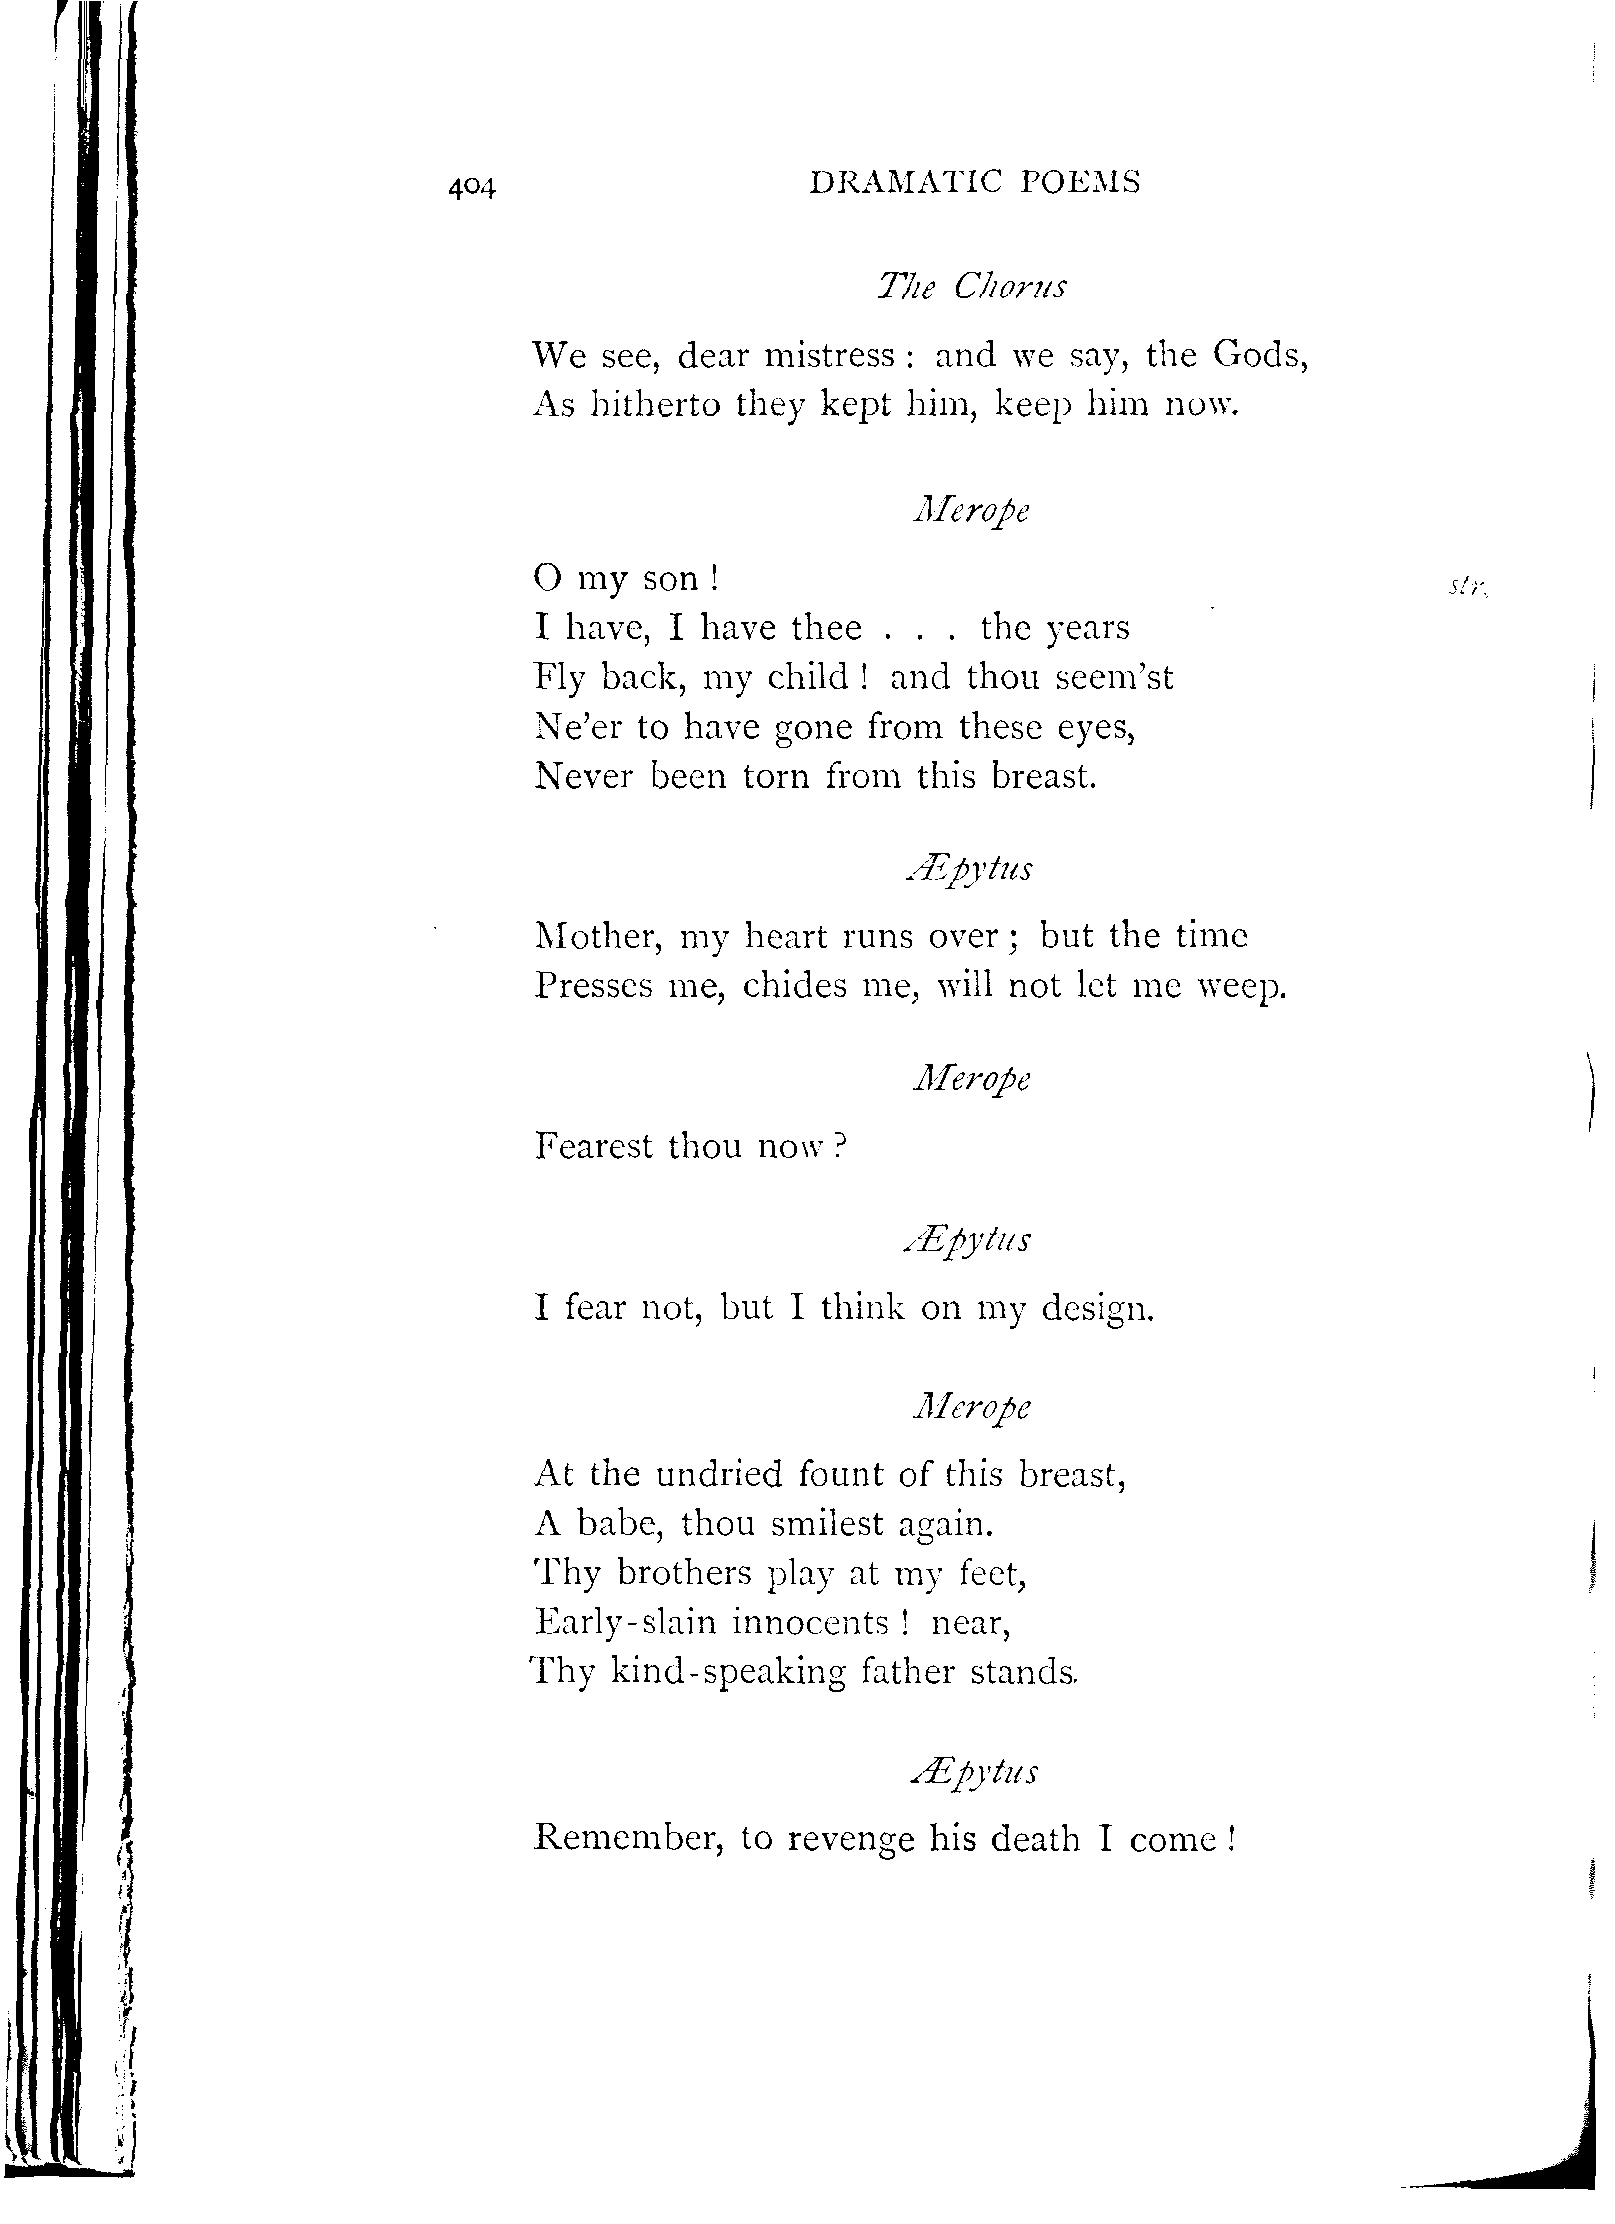 404 DRAMATIC POEMS
The Chorus
We see, dear mistress : and we say, the Gods,
As hitherto they kept him, keep him now.
Merope
O my son ! str.
I have, I have thee . . . the years
Fly back, my child ! and thou seem'st
Ne'er to have gone from these eyes,
Never been torn from this breast.
Æpytus
Mother, my heart runs over ; but the time
Presses me, chides me, will not let me weep.
Merope
Fearest thou now ?
Æpytus
I fear not, but I think on my design.
Merope
At the undried fount of this breast,
A babe, thou smilest again.
Thy brothers play at my feet,
Early-slain innocents ! near,
Thy kind-speaking father stands.
Æpytus
Remember, to revenge his death I come !